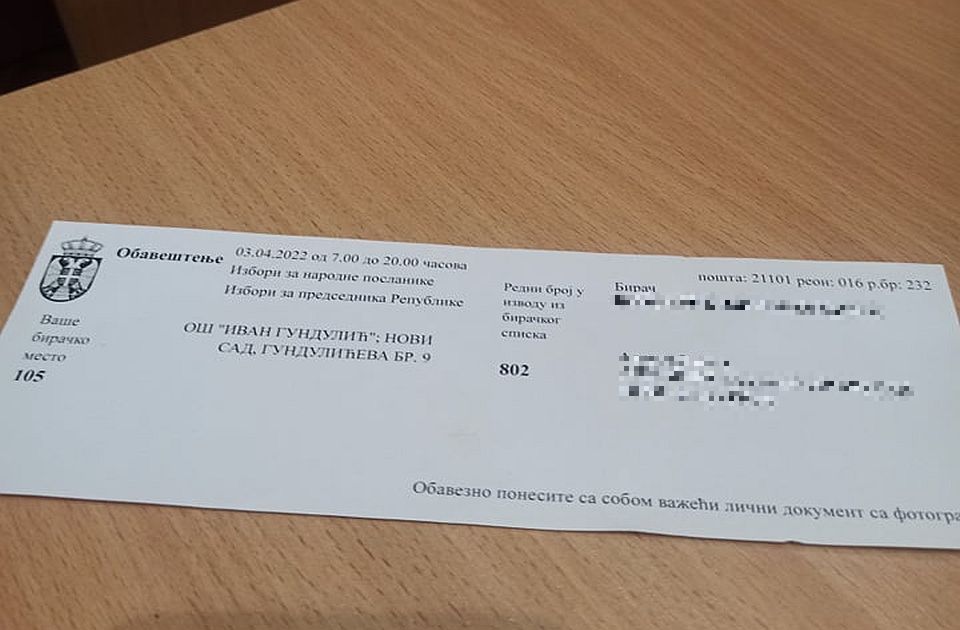 Обавештење
03.04.2022 од 7.00 до 20.00 часова
Избори за народне посланике
Избори за председника Републике
Ваше
бирачко
место
105
ОШ "ИВАН ГУНДУЛИЋ"; НОВИ
САД, ГУНДУЛИЋЕВА БР. 9
Редни број у
изводу из
бирачког
списка
802
пошта: 21101 реон: 016 р.бр: 232
Бирач
Обавезно понесите са собом важећи лични документ са фотогра